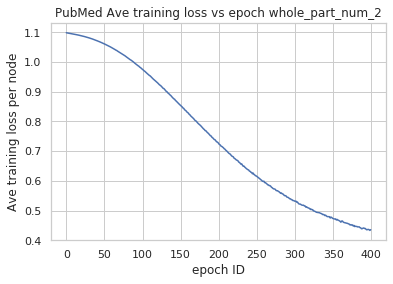 PubMed Ave training loss vs epoch whole_part_num_2
Ave training loss per node
1.1
1.0
0.9
0.8
0.7
0.6
0.5
0.4
0 50 100 150 200 250 300 350 400
epoch ID